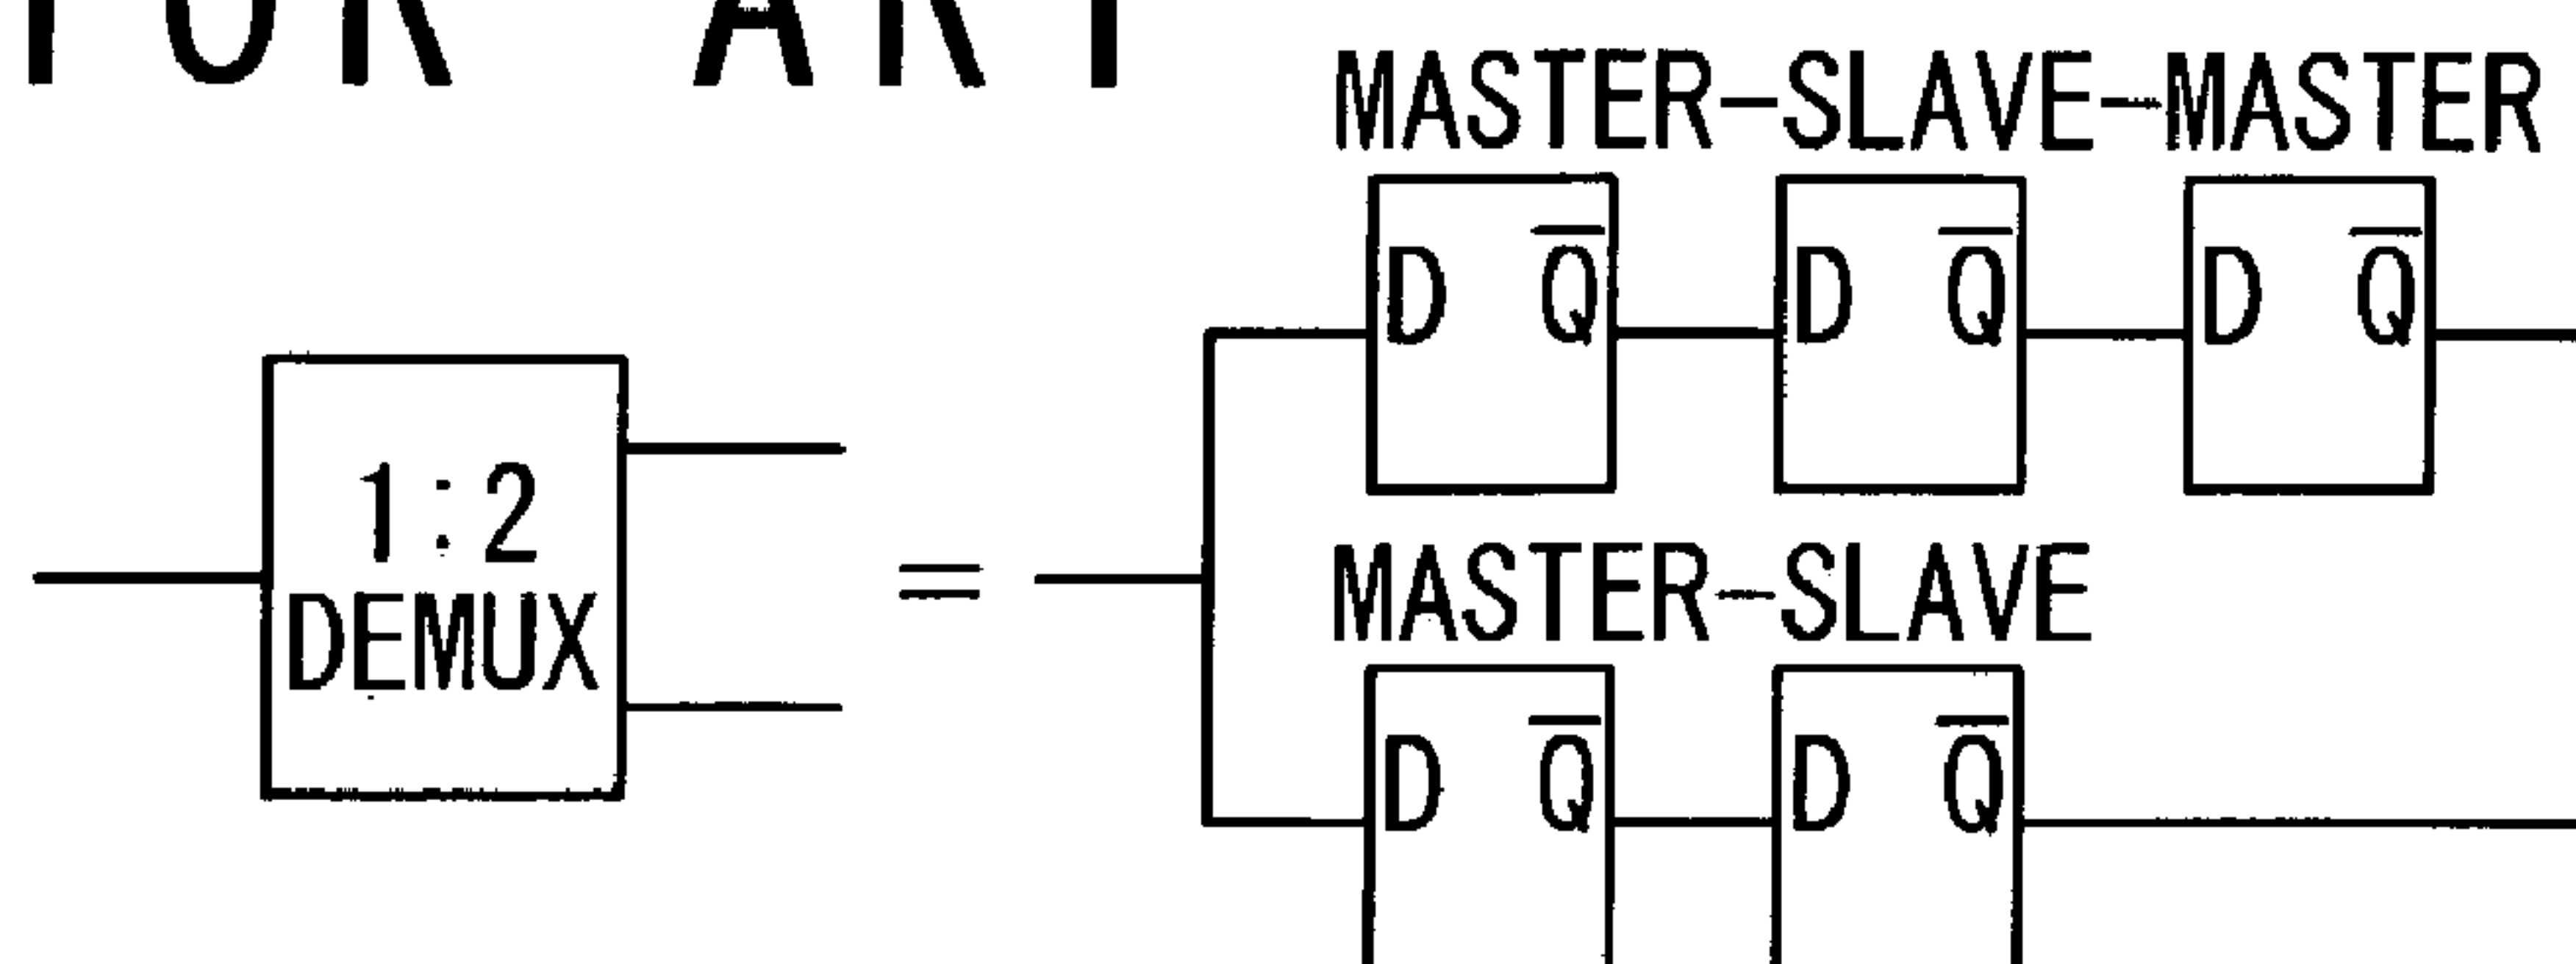 MASTER-SLAVE-MASTER
D Q̅ D Q̅ D Q̅
1:2
DEMUX
=
MASTER-SLAVE
D Q̅ D Q̅